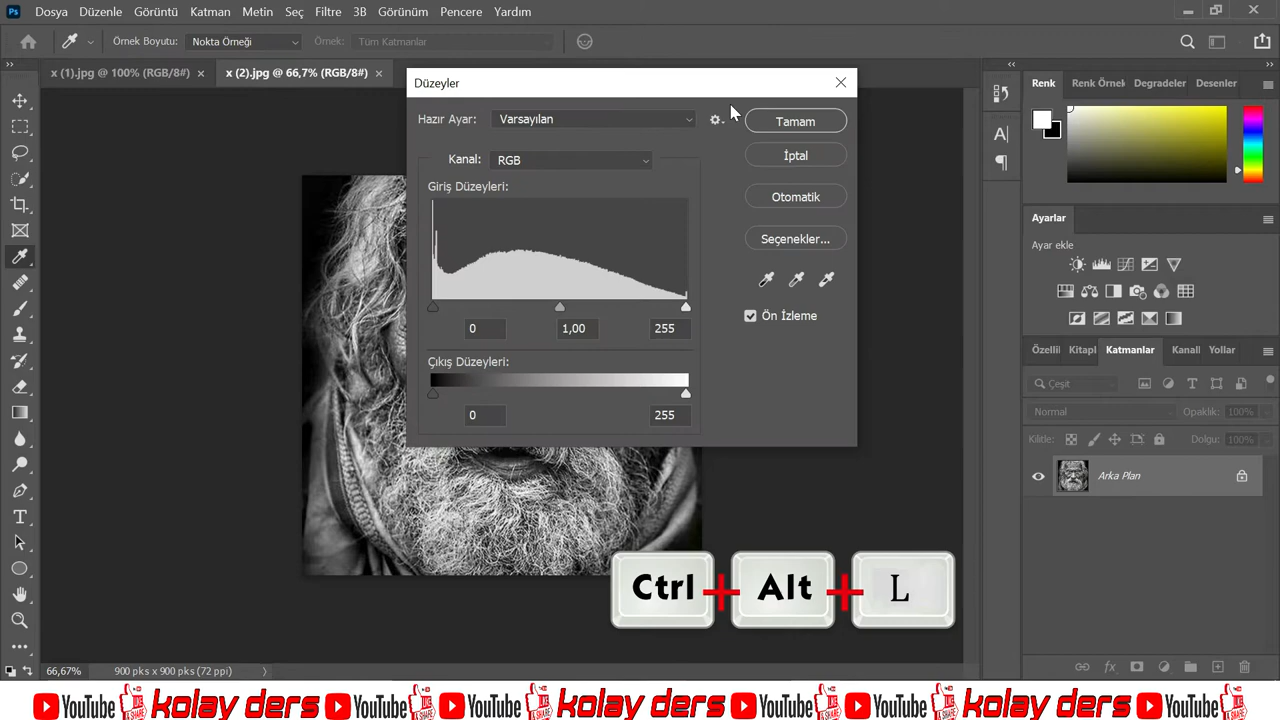 Ps Dosya Düzenle Görüntü Katman Metin Seç Filtre 3B Görünüm Pencere Yardım
Örnek Boyutu: Nokta Örneği Örnek: Tüm Katmanlar
x (1).jpg @ 100% (RGB/8#) x (2).jpg @ 66,7% (RGB/8#)
Düzeyler
Hazır Ayar: Varsayılan
Tamam
Kanal: RGB
İptal
Giriş Düzeyleri:
Otomatik
Seçenekler...
0 1,00 255
Ön İzleme
Çıkış Düzeyleri:
0 255
Renk Renk Örnek Degradeler Desenler
Ayarlar
Ayar ekle
Özelli Kitapl Katmanlar Kanall Yollar
Çeşit
Normal Opaklık: 100%
Kilitle: Dolgu: 100%
Arka Plan
Ctrl + Alt + L
66,67% 900 pks x 900 pks (72 ppi)
YouTube kolay ders YouTube kolay ders YouTube kolay ders YouTube kolay ders YouTube